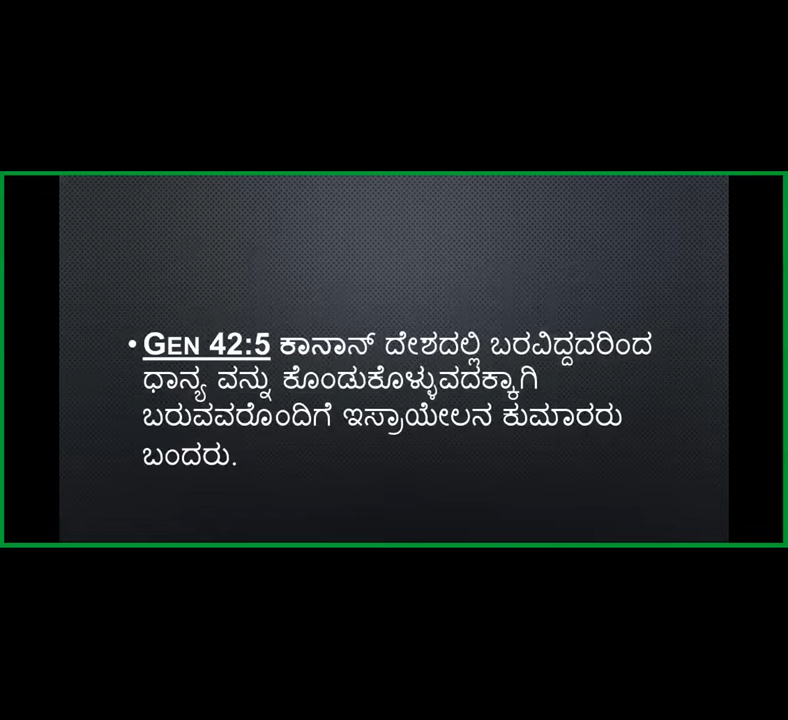 • GEN 42:5 ಕಾನಾನ್ ದೇಶದಲ್ಲಿ ಬರವಿದ್ದದರಿಂದ
ಧಾನ್ಯ ವನ್ನು ಕೊಂಡುಕೊಳ್ಳುವದಕ್ಕಾಗಿ
ಬರುವವರೊಂದಿಗೆ ಇಸ್ರಾಯೇಲನ ಕುಮಾರರು
ಬಂದರು.